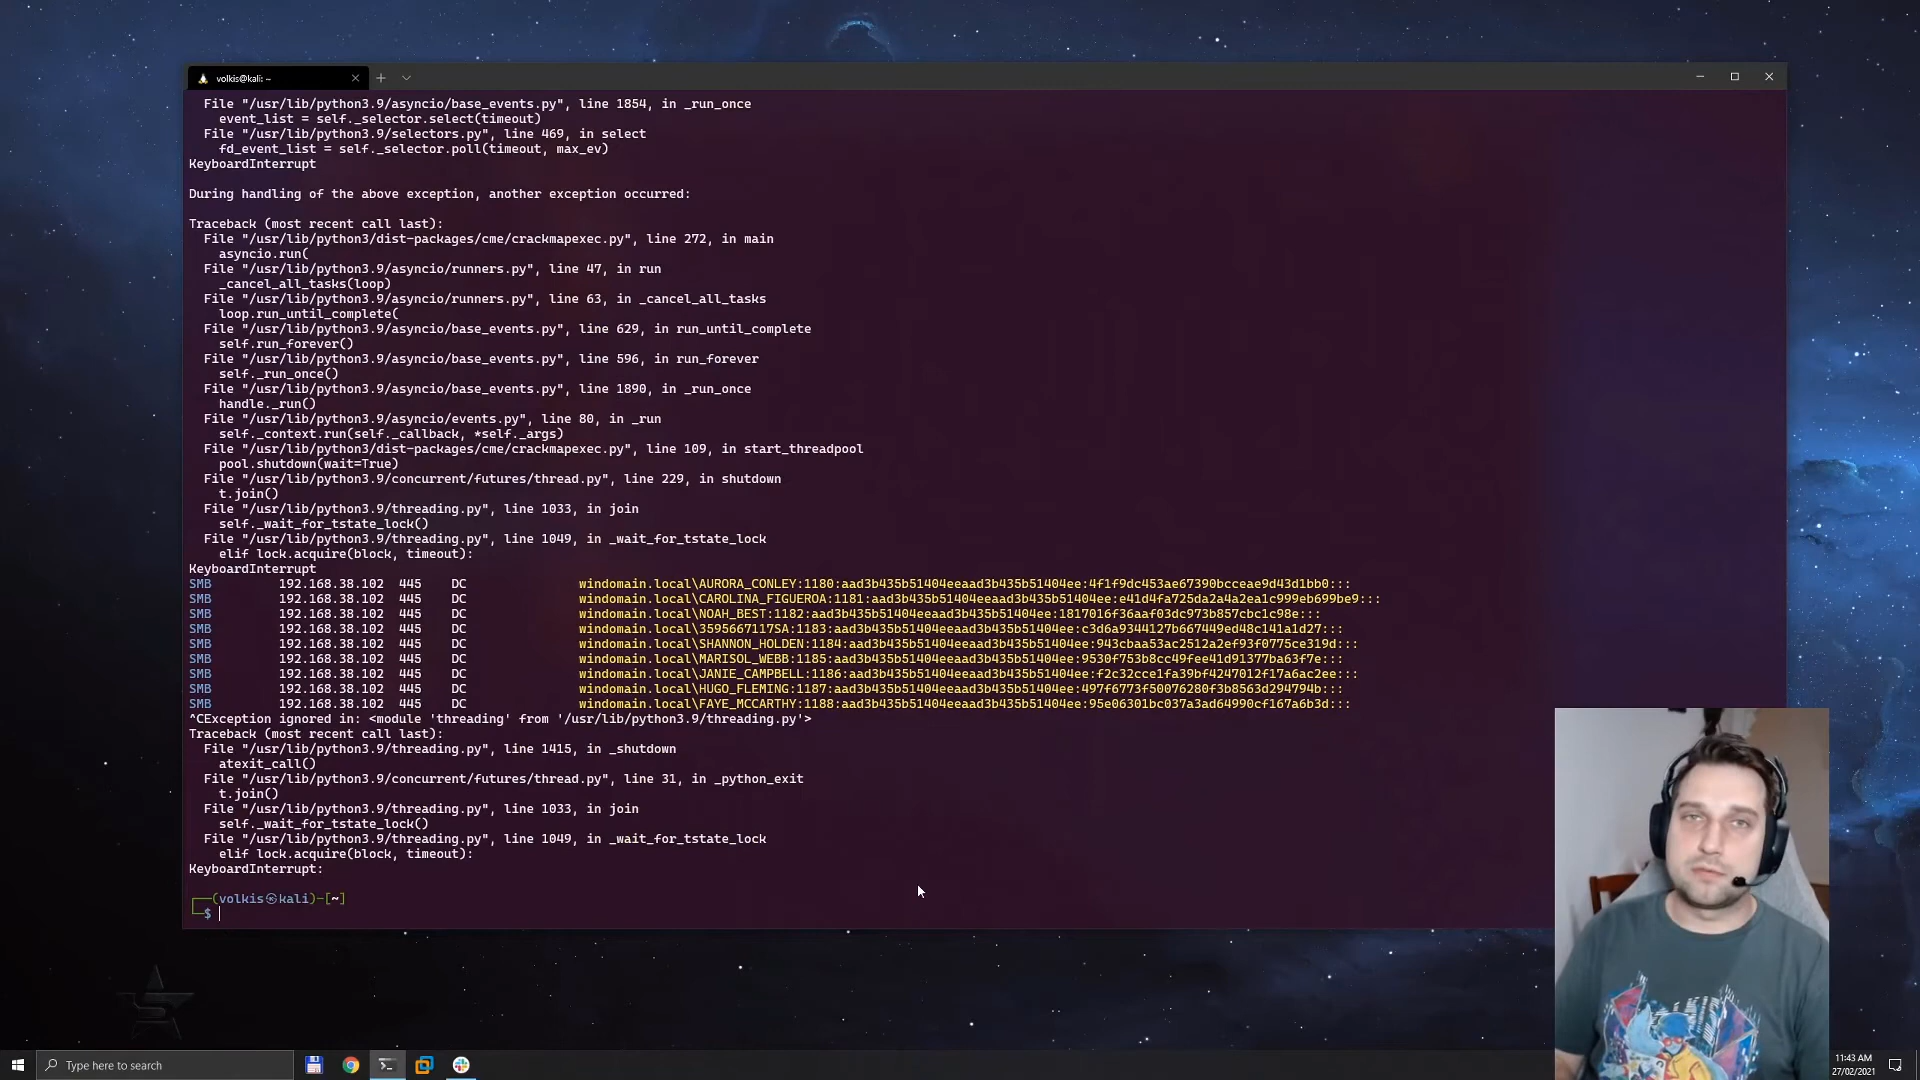 volkis@kali: ~
File "/usr/lib/python3.9/asyncio/base_events.py", line 1854, in _run_once
event_list = self._selector.select(timeout)
File "/usr/lib/python3.9/selectors.py", line 469, in select
fd_event_list = self._selector.poll(timeout, max_ev)
KeyboardInterrupt
During handling of the above exception, another exception occurred:
Traceback (most recent call last):
File "/usr/lib/python3/dist-packages/cme/crackmapexec.py", line 272, in main
asyncio.run(
File "/usr/lib/python3.9/asyncio/runners.py", line 47, in run
_cancel_all_tasks(loop)
File "/usr/lib/python3.9/asyncio/runners.py", line 63, in _cancel_all_tasks
loop.run_until_complete(
File "/usr/lib/python3.9/asyncio/base_events.py", line 629, in run_until_complete
self.run_forever()
File "/usr/lib/python3.9/asyncio/base_events.py", line 596, in run_forever
self._run_once()
File "/usr/lib/python3.9/asyncio/base_events.py", line 1890, in _run_once
handle._run()
File "/usr/lib/python3.9/asyncio/events.py", line 80, in _run
self._context.run(self._callback, *self._args)
File "/usr/lib/python3/dist-packages/cme/crackmapexec.py", line 109, in start_threadpool
pool.shutdown(wait=True)
File "/usr/lib/python3.9/concurrent/futures/thread.py", line 229, in shutdown
t.join()
File "/usr/lib/python3.9/threading.py", line 1033, in join
self._wait_for_tstate_lock()
File "/usr/lib/python3.9/threading.py", line 1049, in _wait_for_tstate_lock
elif lock.acquire(block, timeout):
KeyboardInterrupt
SMB 192.168.38.102 445 DC windomain.local\AURORA_CONLEY:1180:aad3b435b51404eeaad3b435b51404ee:4f1f9dc453ae67390bcceae9d43d1bb0:::
SMB 192.168.38.102 445 DC windomain.local\CAROLINA_FIGUEROA:1181:aad3b435b51404eeaad3b435b51404ee:e41d4fa725da2a4a2ea1c999eb699be9:::
SMB 192.168.38.102 445 DC windomain.local\NOAH_BEST:1182:aad3b435b51404eeaad3b435b51404ee:1817016f36aaf03dc973b857cbc1c98e:::
SMB 192.168.38.102 445 DC windomain.local\3595667117SA:1183:aad3b435b51404eeaad3b435b51404ee:c3d6a9344127b667449ed48c141a1d27:::
SMB 192.168.38.102 445 DC windomain.local\SHANNON_HOLDEN:1184:aad3b435b51404eeaad3b435b51404ee:943cbaa53ac2512a2ef93f0775ce319d:::
SMB 192.168.38.102 445 DC windomain.local\MARISOL_WEBB:1185:aad3b435b51404eeaad3b435b51404ee:9530f753b8cc49fee41d91377ba63f7e:::
SMB 192.168.38.102 445 DC windomain.local\JANIE_CAMPBELL:1186:aad3b435b51404eeaad3b435b51404ee:f2c32cce1fa39bf4247012f17a6ac2ee:::
SMB 192.168.38.102 445 DC windomain.local\HUGO_FLEMING:1187:aad3b435b51404eeaad3b435b51404ee:497f6773f50076280f3b8563d294794b:::
SMB 192.168.38.102 445 DC windomain.local\FAYE_MCCARTHY:1188:aad3b435b51404eeaad3b435b51404ee:95e06301bc037a3ad64990cf167a6b3d:::
^CException ignored in: <module 'threading' from '/usr/lib/python3.9/threading.py'>
Traceback (most recent call last):
File "/usr/lib/python3.9/threading.py", line 1415, in _shutdown
atexit_call()
File "/usr/lib/python3.9/concurrent/futures/thread.py", line 31, in _python_exit
t.join()
File "/usr/lib/python3.9/threading.py", line 1033, in join
self._wait_for_tstate_lock()
File "/usr/lib/python3.9/threading.py", line 1049, in _wait_for_tstate_lock
elif lock.acquire(block, timeout):
KeyboardInterrupt:
┌──(volkis㉿kali)-[~]
└─$
Type here to search
11:43 AM
27/02/2021